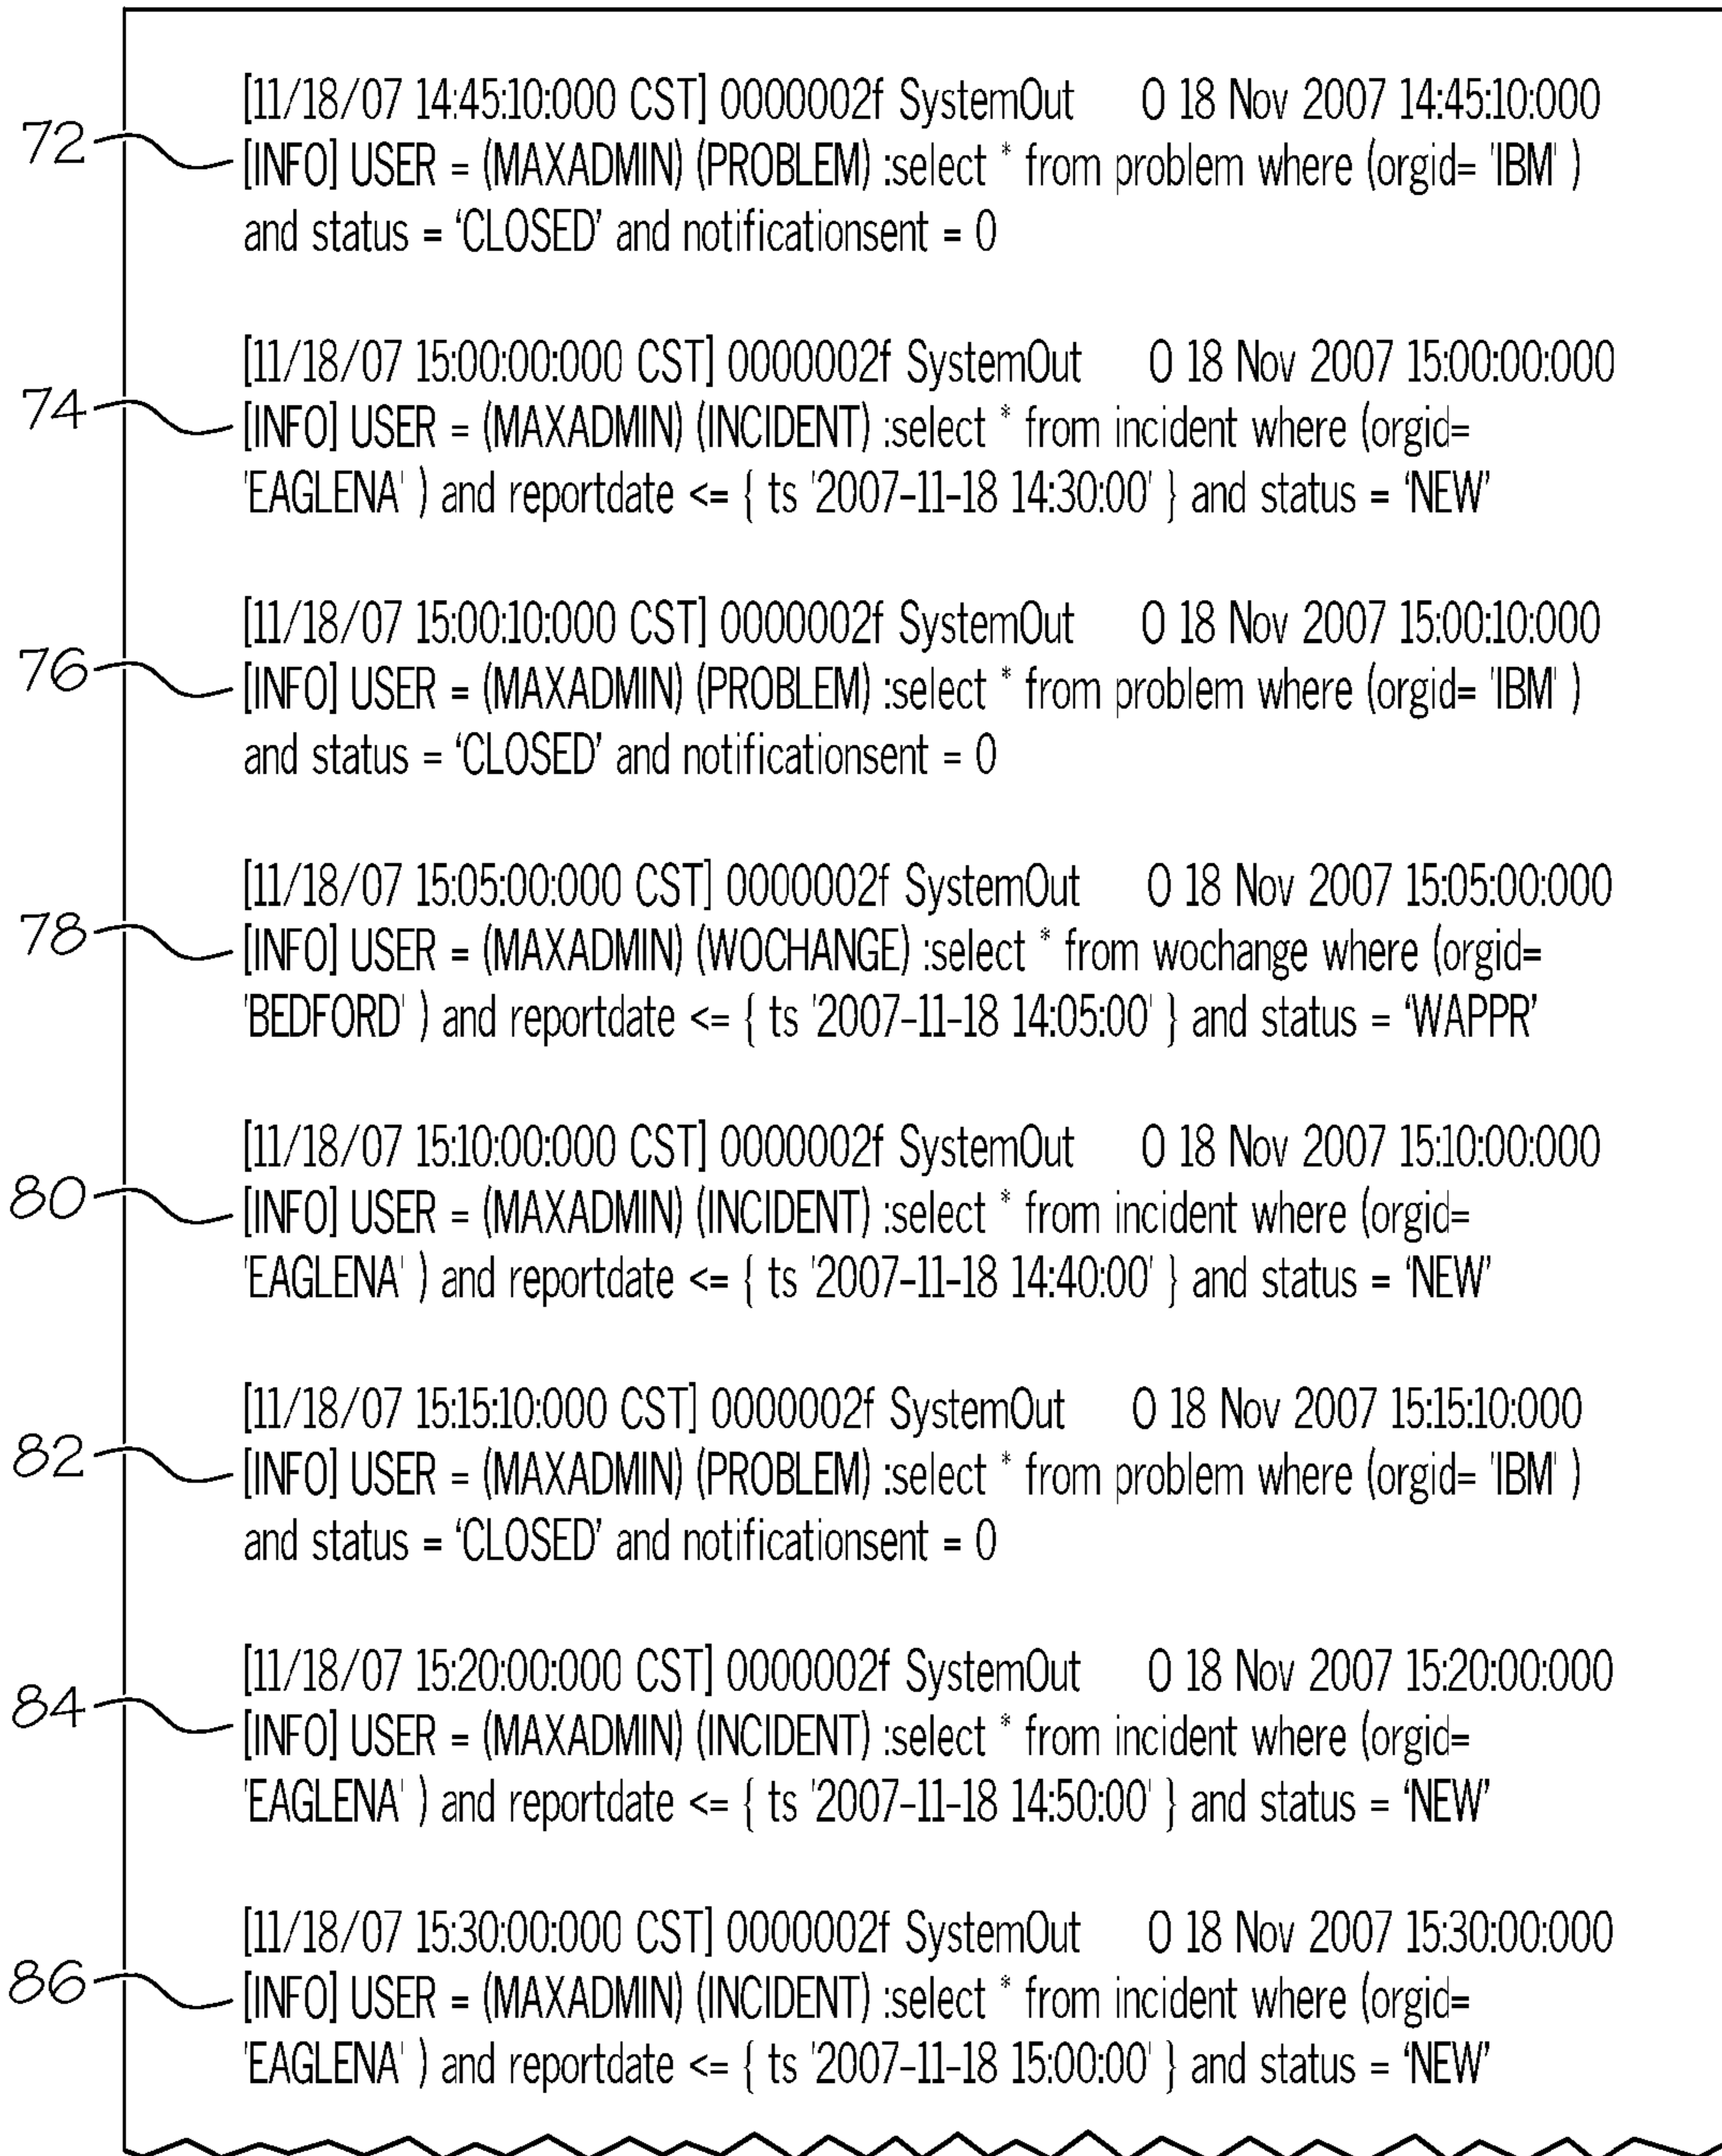 [11/18/07 14:45:10:000 CST] 0000002f SystemOut O 18 Nov 2007 14:45:10:000
72 [INFO] USER = (MAXADMIN) (PROBLEM) :select * from problem where (orgid= 'IBM' )
and status = ‘CLOSED’ and notificationsent = 0
[11/18/07 15:00:00:000 CST] 0000002f SystemOut O 18 Nov 2007 15:00:00:000
74 [INFO] USER = (MAXADMIN) (INCIDENT) :select * from incident where (orgid=
'EAGLENA' ) and reportdate <= { ts '2007-11-18 14:30:00' } and status = ‘NEW’
[11/18/07 15:00:10:000 CST] 0000002f SystemOut O 18 Nov 2007 15:00:10:000
76 [INFO] USER = (MAXADMIN) (PROBLEM) :select * from problem where (orgid= 'IBM' )
and status = ‘CLOSED’ and notificationsent = 0
[11/18/07 15:05:00:000 CST] 0000002f SystemOut O 18 Nov 2007 15:05:00:000
78 [INFO] USER = (MAXADMIN) (WOCHANGE) :select * from wochange where (orgid=
'BEDFORD' ) and reportdate <= { ts '2007-11-18 14:05:00' } and status = ‘WAPPR’
[11/18/07 15:10:00:000 CST] 0000002f SystemOut O 18 Nov 2007 15:10:00:000
80 [INFO] USER = (MAXADMIN) (INCIDENT) :select * from incident where (orgid=
'EAGLENA' ) and reportdate <= { ts '2007-11-18 14:40:00' } and status = ‘NEW’
[11/18/07 15:15:10:000 CST] 0000002f SystemOut O 18 Nov 2007 15:15:10:000
82 [INFO] USER = (MAXADMIN) (PROBLEM) :select * from problem where (orgid= 'IBM' )
and status = ‘CLOSED’ and notificationsent = 0
[11/18/07 15:20:00:000 CST] 0000002f SystemOut O 18 Nov 2007 15:20:00:000
84 [INFO] USER = (MAXADMIN) (INCIDENT) :select * from incident where (orgid=
'EAGLENA' ) and reportdate <= { ts '2007-11-18 14:50:00' } and status = ‘NEW’
[11/18/07 15:30:00:000 CST] 0000002f SystemOut O 18 Nov 2007 15:30:00:000
86 [INFO] USER = (MAXADMIN) (INCIDENT) :select * from incident where (orgid=
'EAGLENA' ) and reportdate <= { ts '2007-11-18 15:00:00' } and status = ‘NEW’